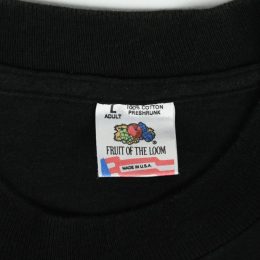 L 100% COTTON
ADULT PRESHRUNK
FRUIT OF THE LOOM
®
MADE IN U.S.A.